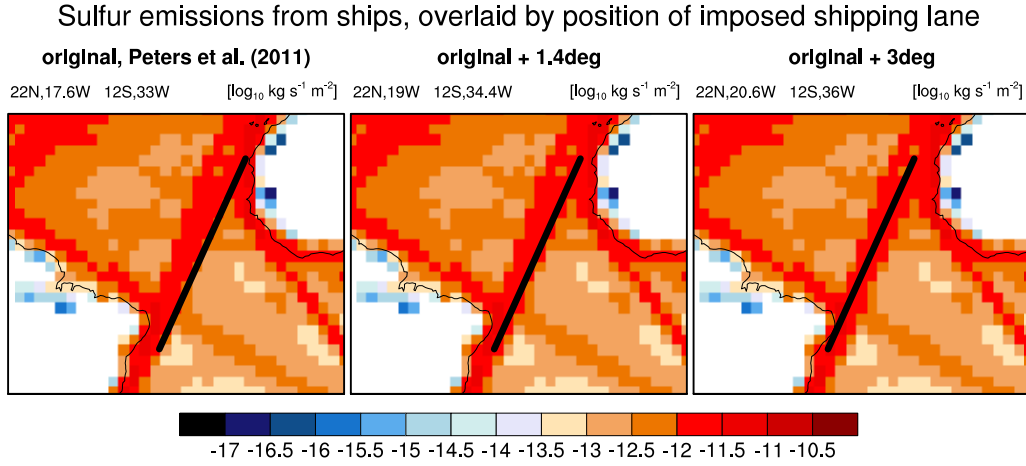 Sulfur emissions from ships, overlaid by position of imposed shipping lane
original, Peters et al. (2011)
22N,17.6W 12S,33W [log10 kg s-1 m-2]
original + 1.4deg
22N,19W 12S,34.4W [log10 kg s-1 m-2]
original + 3deg
22N,20.6W 12S,36W [log10 kg s-1 m-2]
-17 -16.5 -16 -15.5 -15 -14.5 -14 -13.5 -13 -12.5 -12 -11.5 -11 -10.5